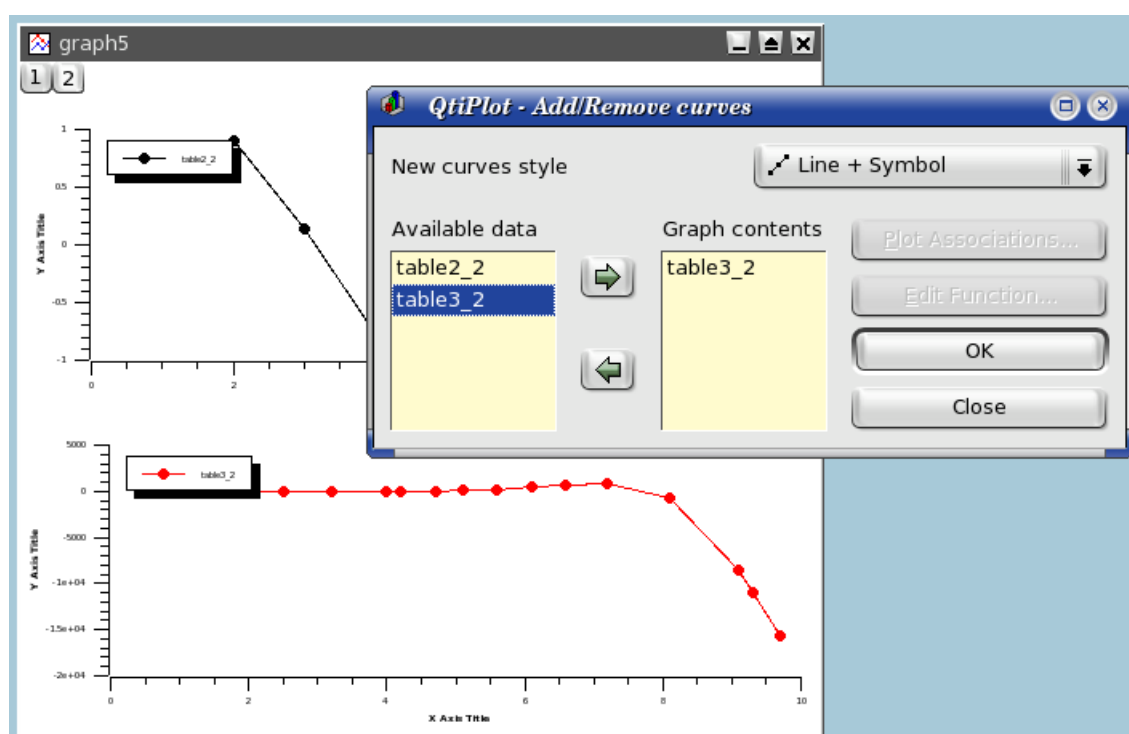 graph5
1 2
QtiPlot - Add/Remove curves
New curves style
Line + Symbol
Available data
Graph contents
table2_2
table3_2
table3_2
Plot Associations...
Edit Function...
OK
Close
table2_2
Y Axis Title
1
0.5
0
-0.5
-1
0
2
table3_2
Y Axis Title
5000
0
-5000
-1e+04
-1.5e+04
-2e+04
0
2
4
6
8
10
X Axis Title